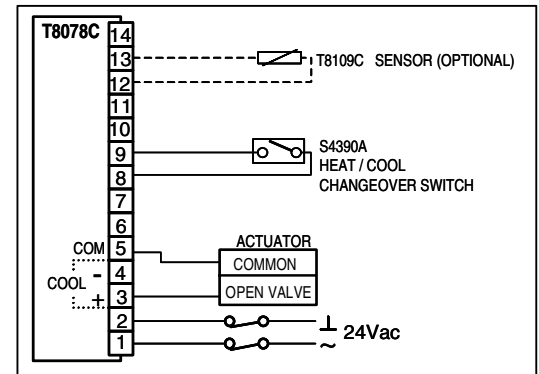 T8078C
14
13
T8109C SENSOR (OPTIONAL)
12
11
10
9
S4390A
HEAT / COOL
8
CHANGEOVER SWITCH
7
6
ACTUATOR
COM 5
COMMON
COOL - 4
OPEN VALVE
+ 3
2
⊥ 24Vac
1
~